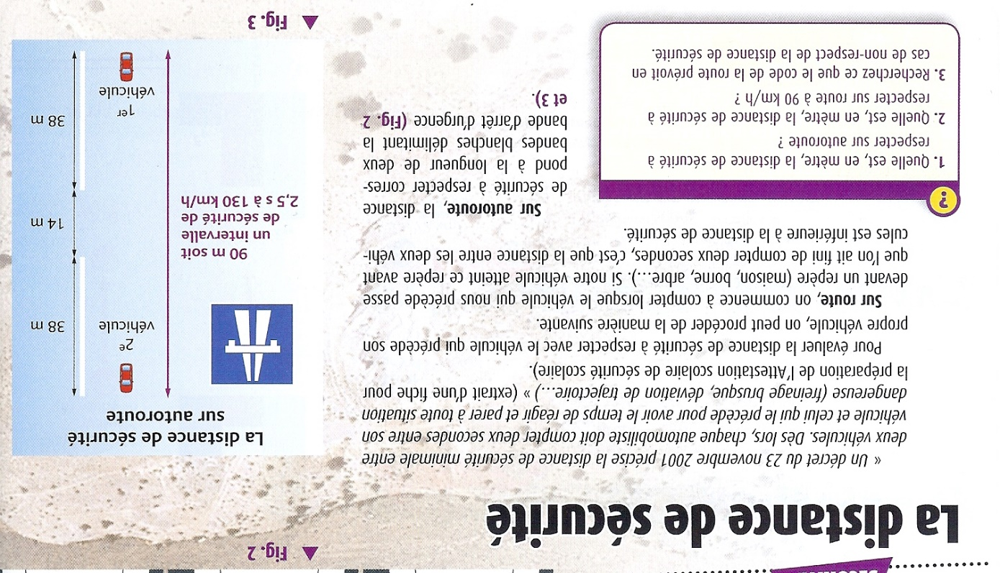 Fig. 2
La distance de sécurité
« Un décret du 23 novembre 2001 précise la distance de sécurité minimale entre
deux véhicules. Dès lors, chaque automobiliste doit compter deux secondes entre son
véhicule et celui qui le précède pour avoir le temps de réagir et parer à toute situation
dangereuse (freinage brusque, déviation de trajectoire...) » (extrait d'une fiche pour
la préparation de l'Attestation scolaire de sécurité scolaire).
Pour évaluer la distance de sécurité à respecter avec le véhicule qui précède son
propre véhicule, on peut procéder de la manière suivante.
Sur route, on commence à compter lorsque le véhicule qui nous précède passe
devant un repère (maison, borne, arbre...). Si notre véhicule atteint ce repère avant
que l'on ait fini de compter deux secondes, c'est que la distance entre les deux véhi-
cules est inférieure à la distance de sécurité.
Sur autoroute, la distance
de sécurité à respecter corres-
pond à la longueur de deux
bandes blanches délimitant la
bande d'arrêt d'urgence (Fig. 2
et 3).
?
1. Quelle est, en mètre, la distance de sécurité à
respecter sur autoroute ?
2. Quelle est, en mètre, la distance de sécurité à
respecter sur route à 90 km/h ?
3. Recherchez ce que le code de la route prévoit en
cas de non-respect de la distance de sécurité.
La distance de sécurité
sur autoroute
2e
véhicule
38 m
90 m soit
un intervalle
de sécurité de
2,5 s à 130 km/h
14 m
1er
véhicule
38 m
Fig. 3